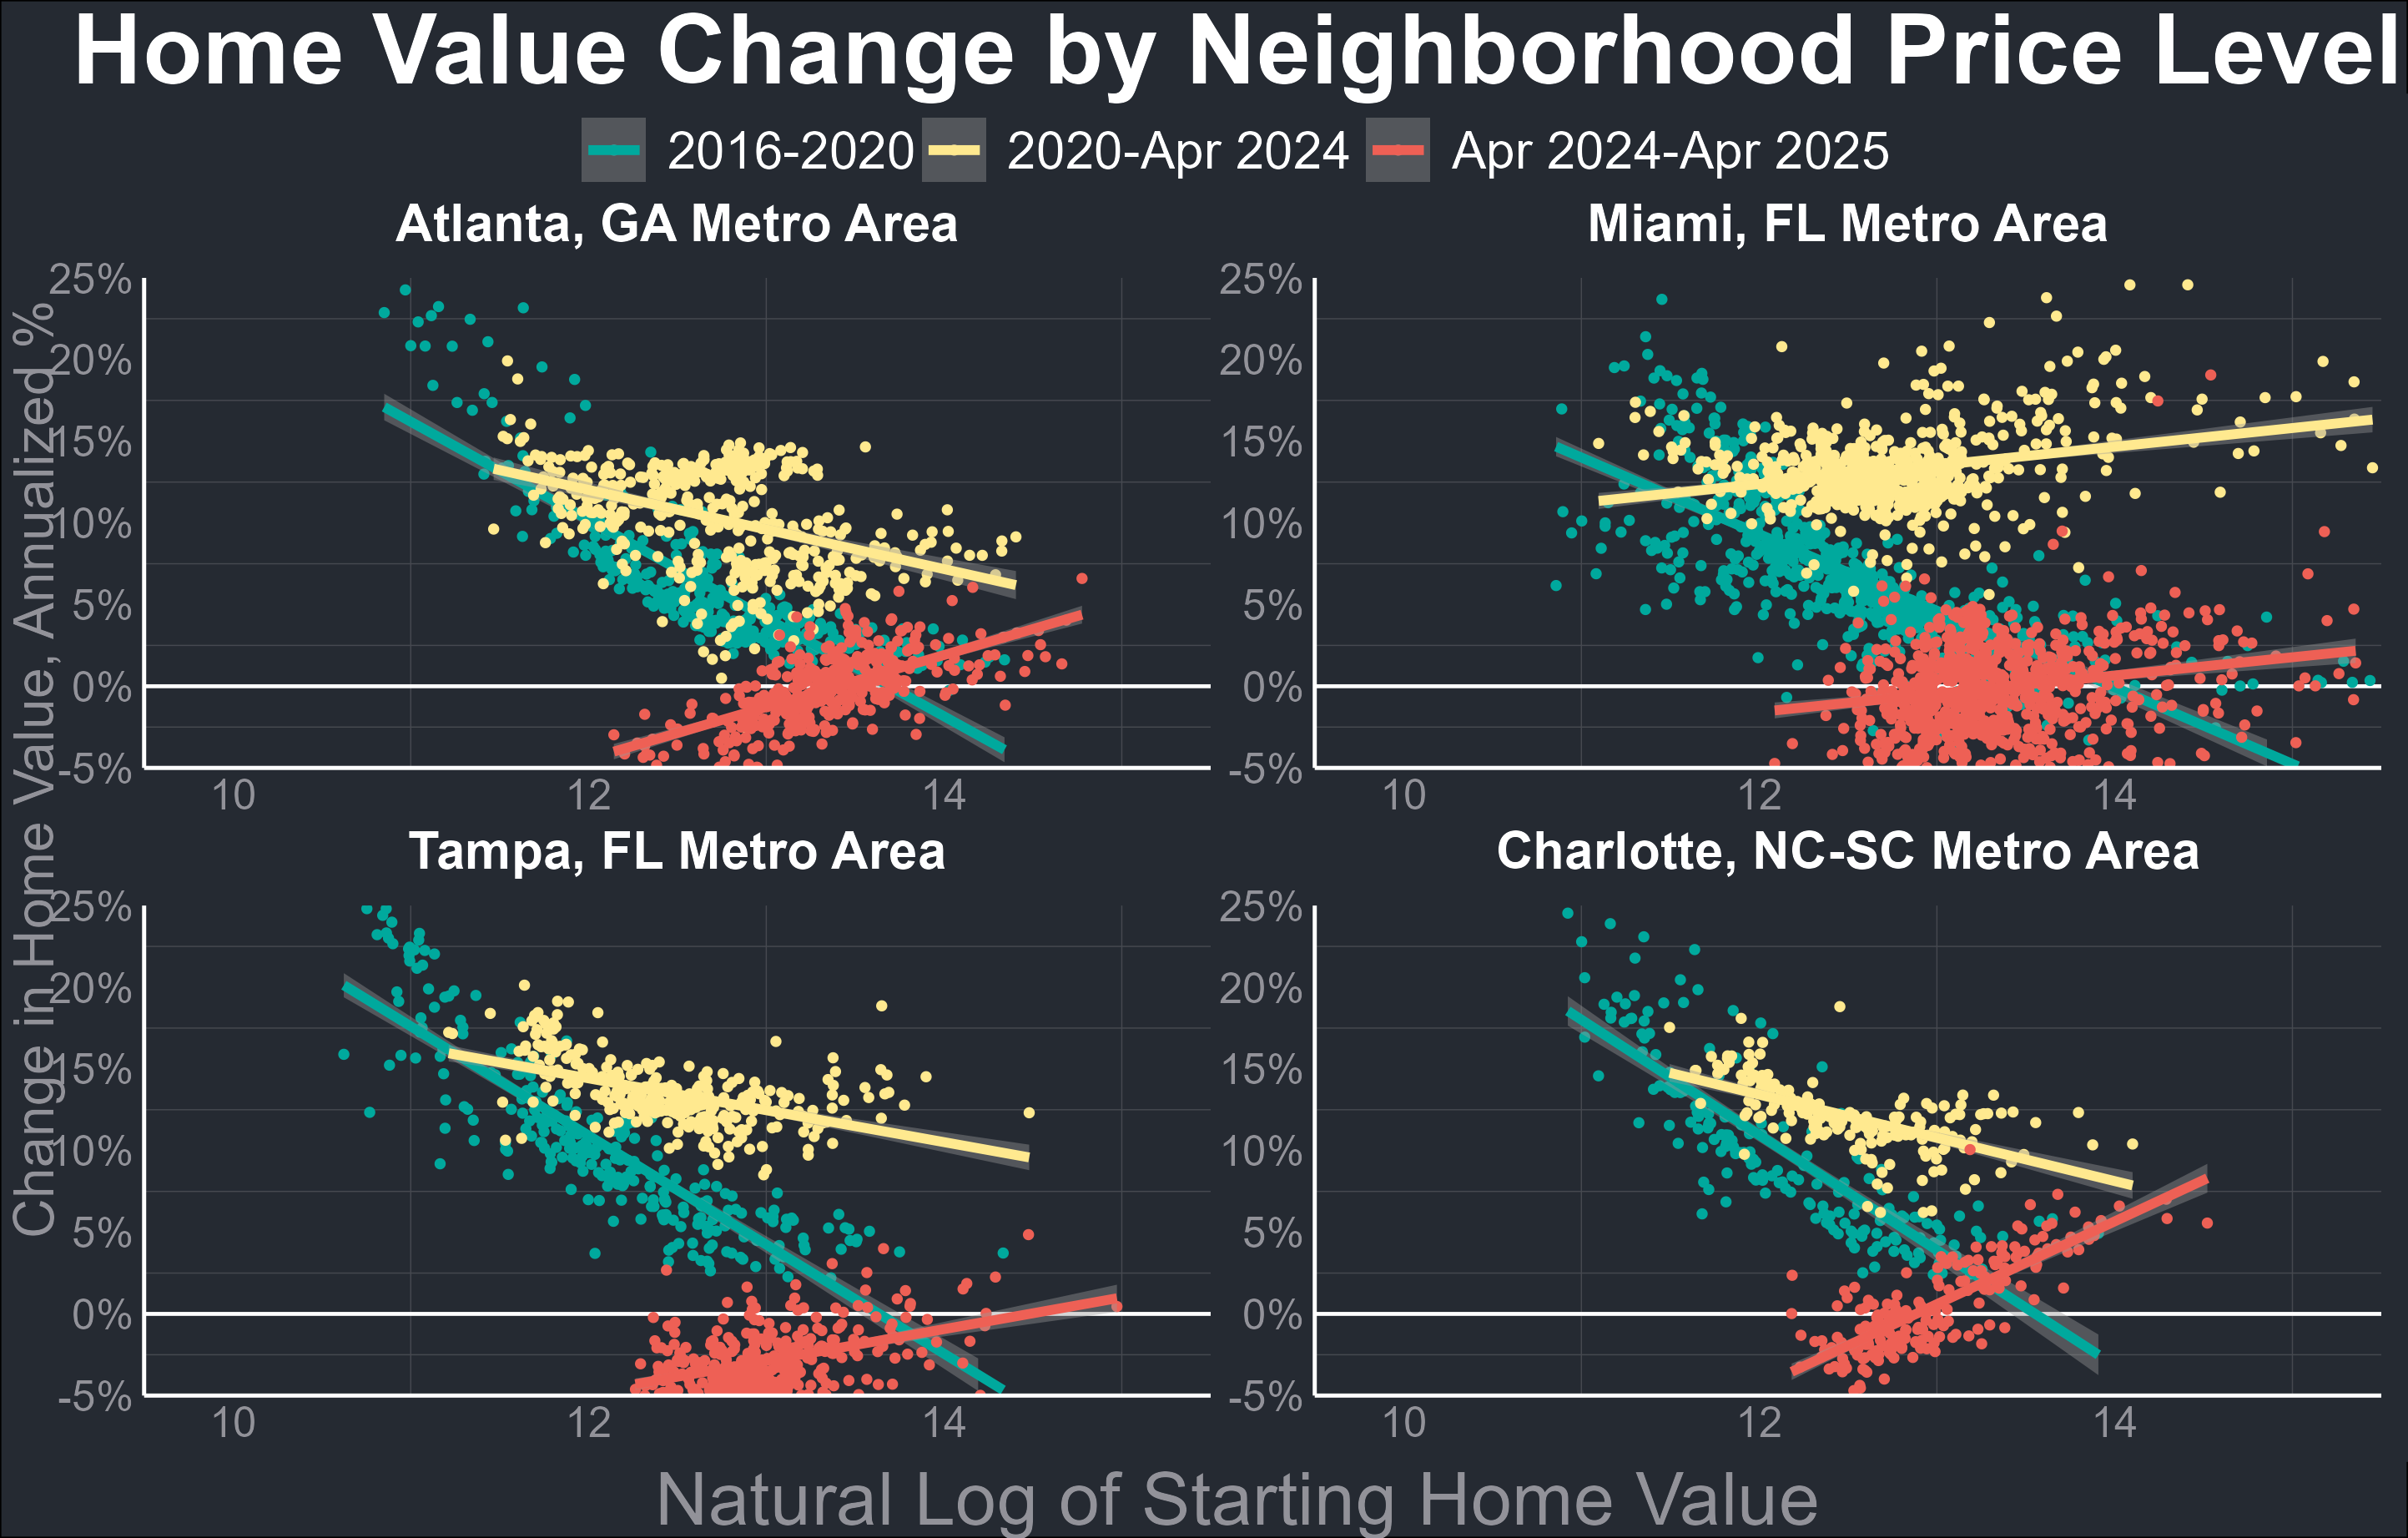 Home Value Change by Neighborhood Price Level
2016-2020 2020-Apr 2024 Apr 2024-Apr 2025
Change in Home Value, Annualized %
Atlanta, GA Metro Area
25%
20%
15%
10%
5%
0%
-5%
10 12 14
Miami, FL Metro Area
25%
20%
15%
10%
5%
0%
-5%
10 12 14
Tampa, FL Metro Area
25%
20%
15%
10%
5%
0%
-5%
10 12 14
Charlotte, NC-SC Metro Area
25%
20%
15%
10%
5%
0%
-5%
10 12 14
Natural Log of Starting Home Value